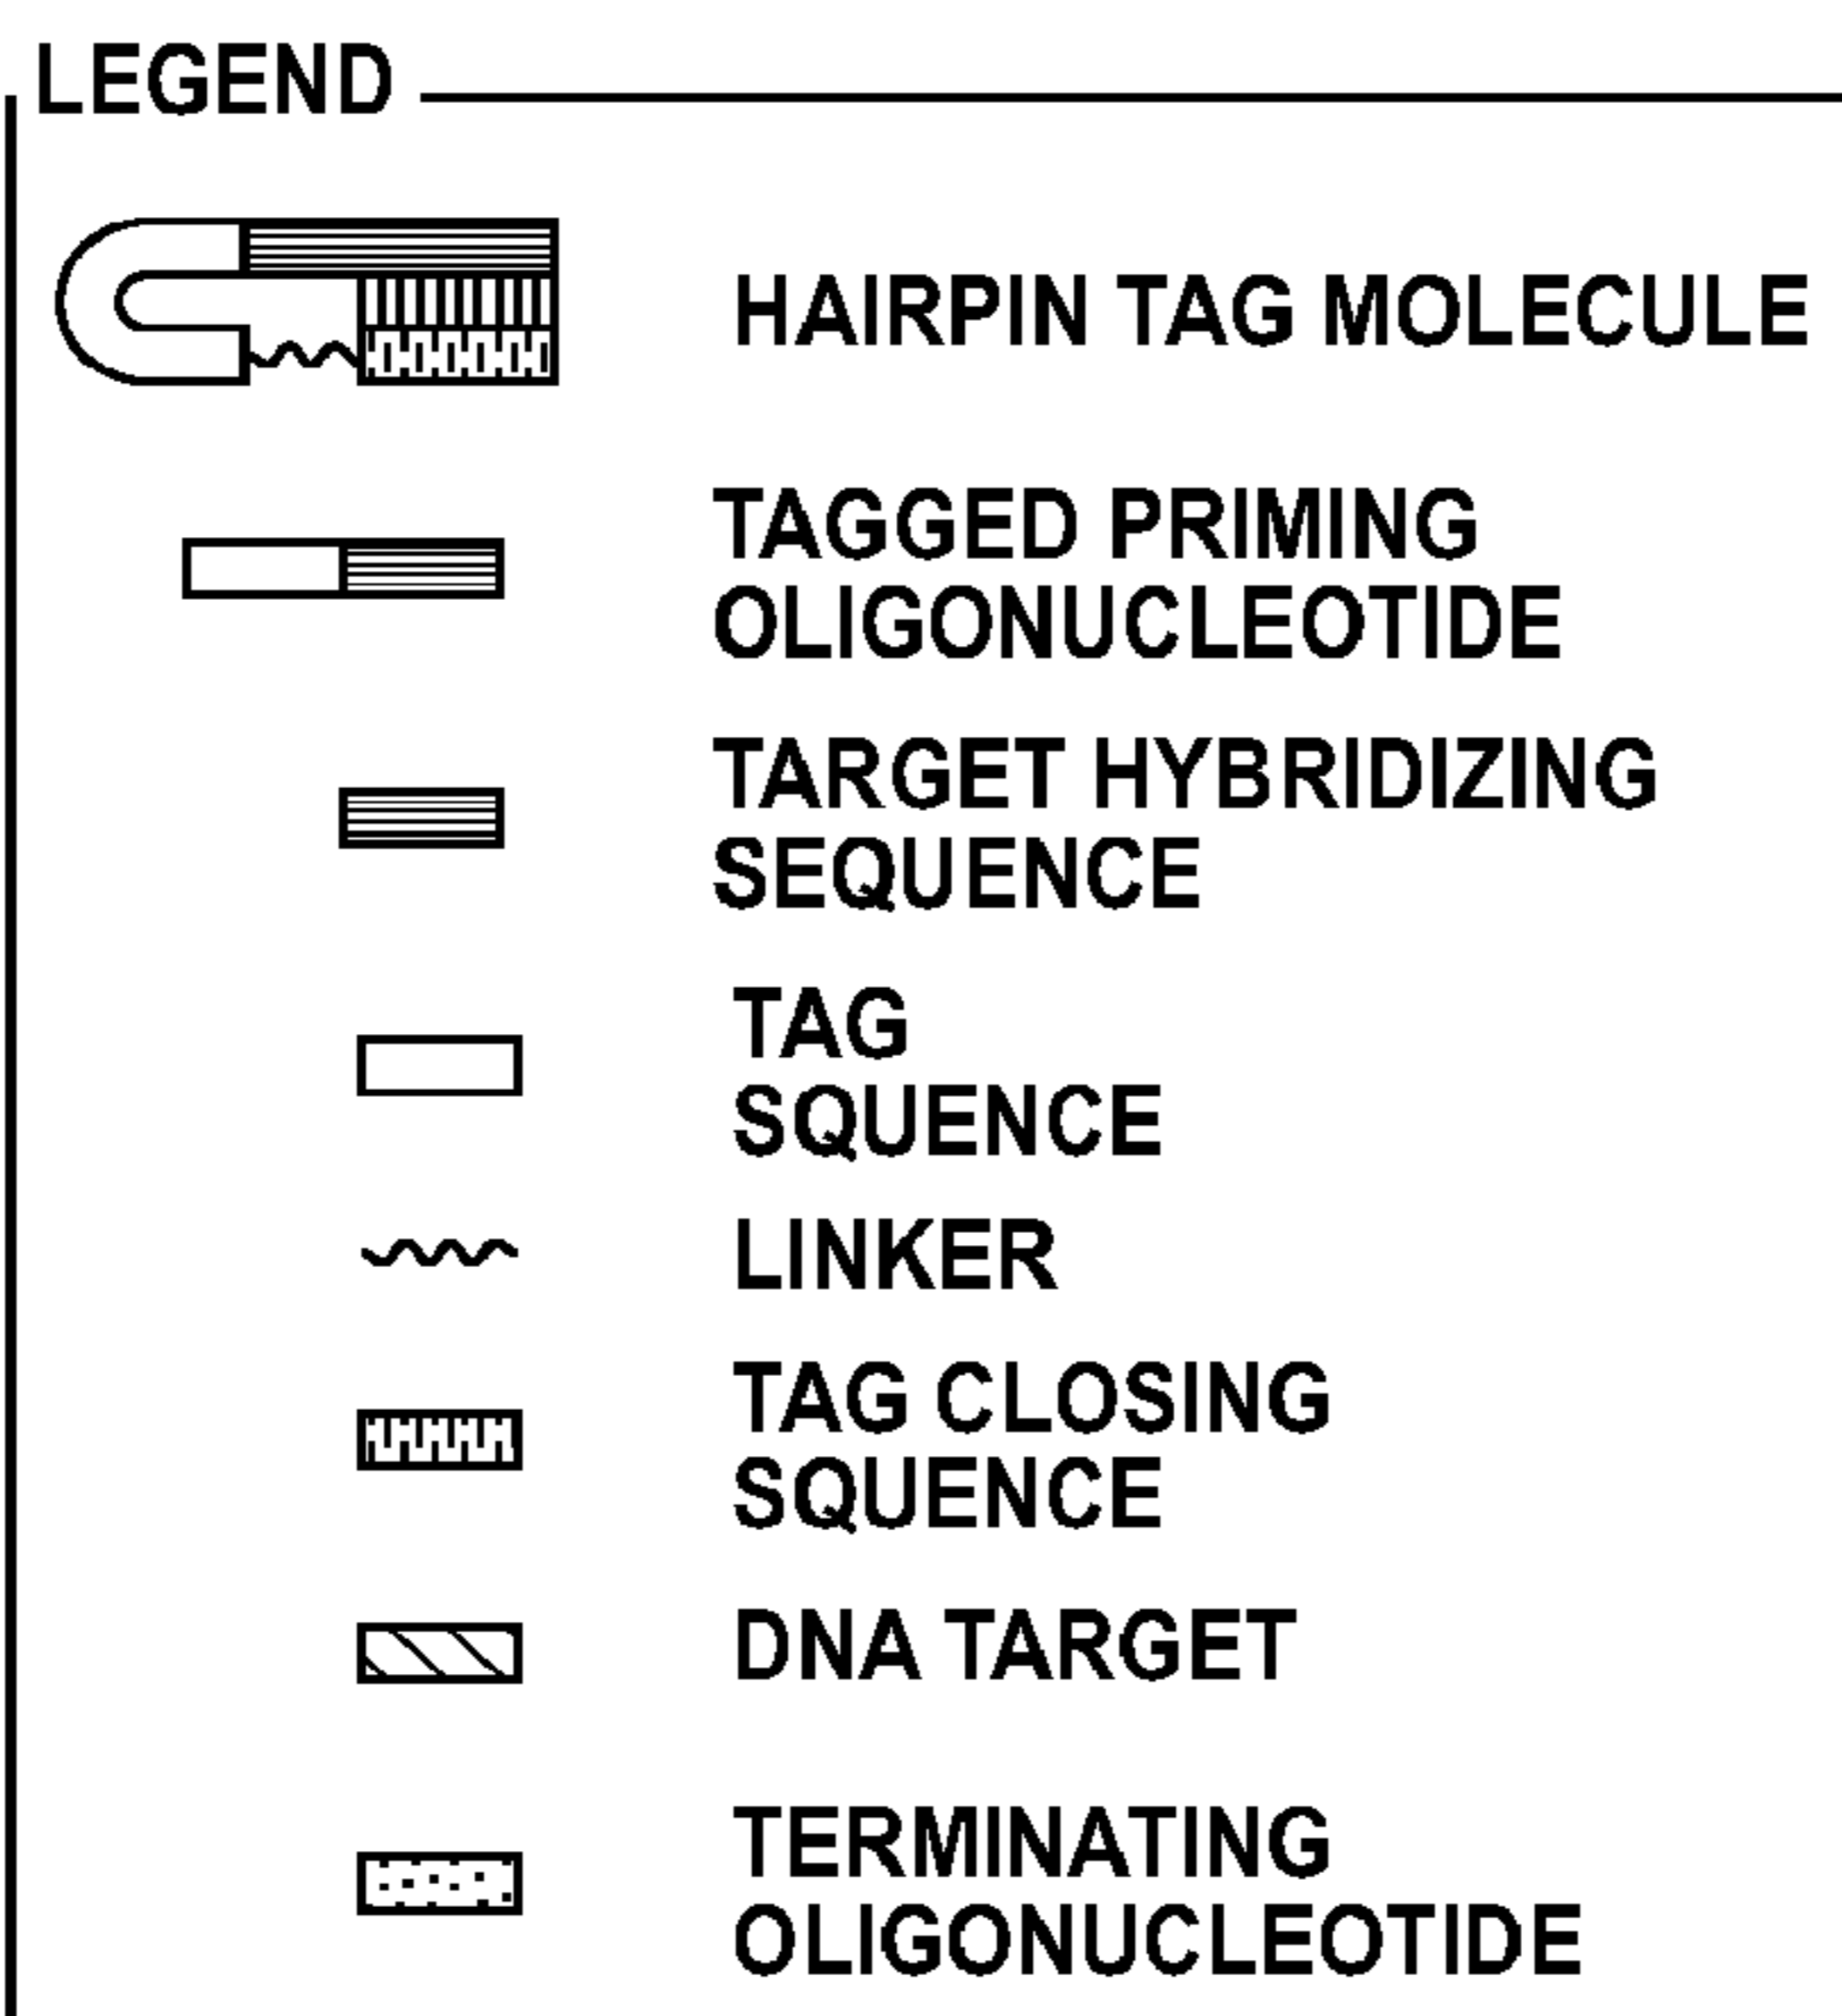 LEGEND
HAIRPIN TAG MOLECULE
TAGGED PRIMING
OLIGONUCLEOTIDE
TARGET HYBRIDIZING
SEQUENCE
TAG
SQUENCE
LINKER
TAG CLOSING
SQUENCE
DNA TARGET
TERMINATING
OLIGONUCLEOTIDE